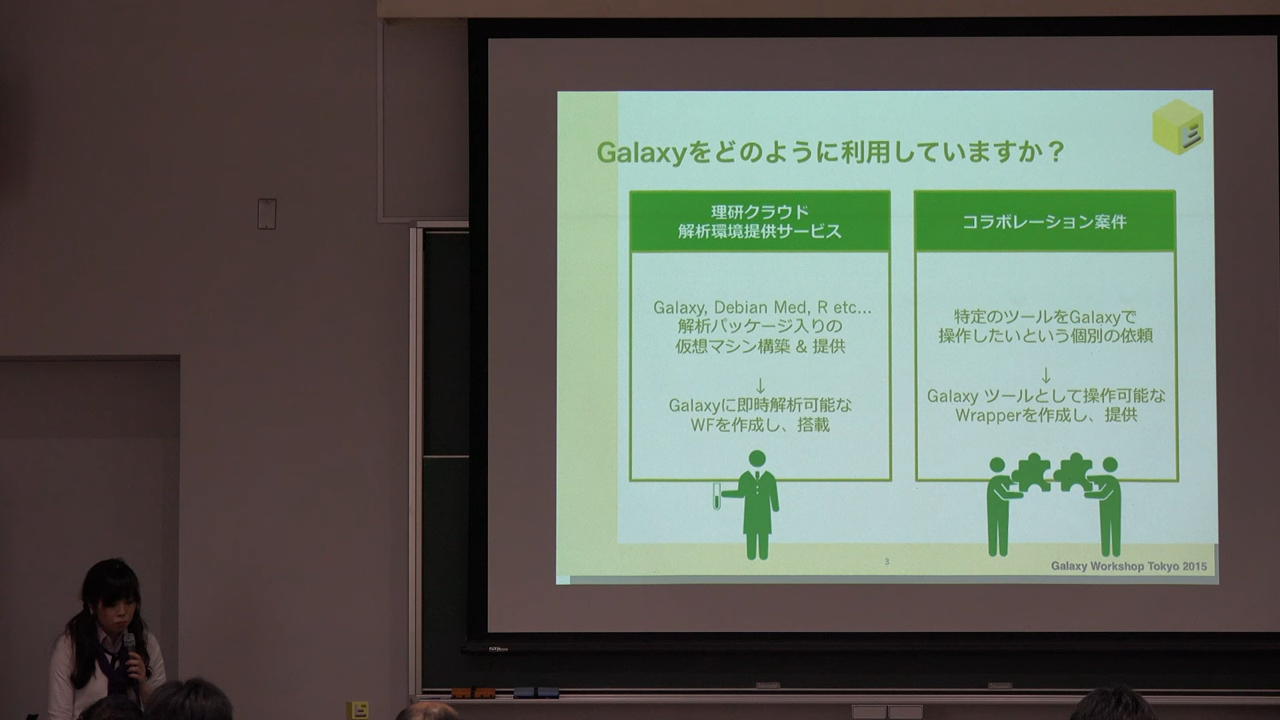 Galaxyをどのように利用していますか？
理研クラウド
解析環境提供サービス
Galaxy, Debian Med, R etc...
解析パッケージ入りの
仮想マシン構築 & 提供
↓
Galaxyに即時解析可能な
WFを作成し、搭載
コラボレーション案件
特定のツールをGalaxyで
操作したいという個別の依頼
↓
Galaxy ツールとして操作可能な
Wrapperを作成し、提供
3
Galaxy Workshop Tokyo 2015